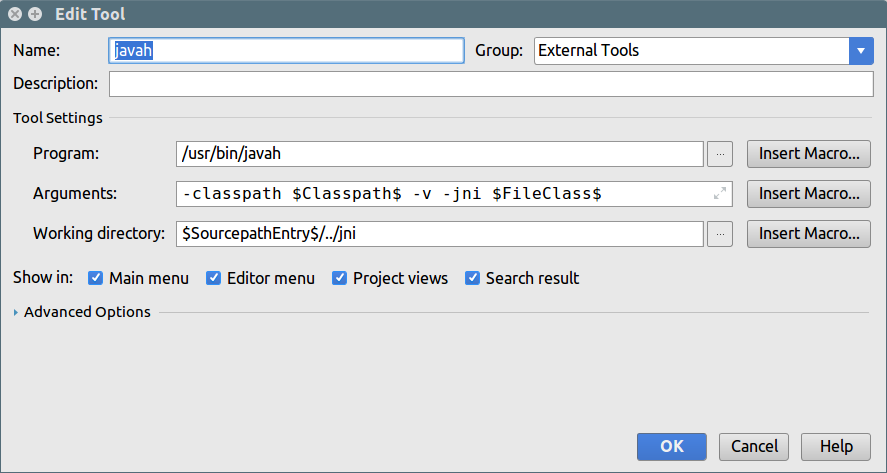 Edit Tool
Name: javah Group: External Tools
Description:
Tool Settings
Program: /usr/bin/javah ... Insert Macro...
Arguments: -classpath $Classpath$ -v -jni $FileClass$ Insert Macro...
Working directory: $SourcepathEntry$/../jni ... Insert Macro...
Show in: Main menu Editor menu Project views Search result
Advanced Options
OK Cancel Help